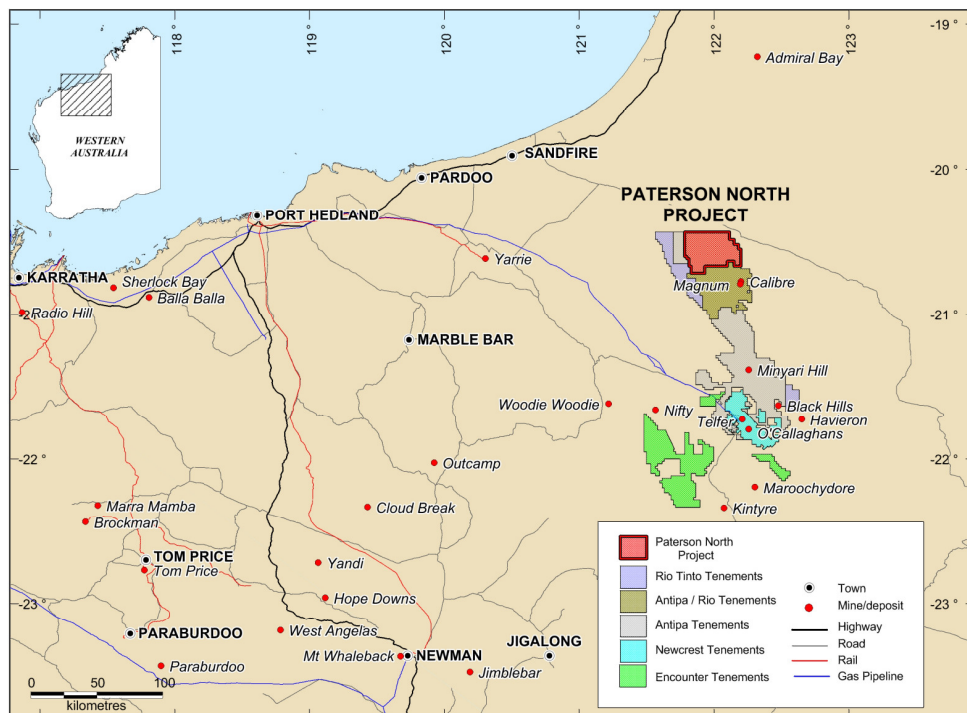 118°
119°
120°
121°
122°
123°
-19°
Admiral Bay
WESTERN
AUSTRALIA
SANDFIRE
-20°
PARDOO
PATERSON NORTH
PROJECT
PORT HEDLAND
Yarrie
KARRATHA
Sherlock Bay
Balla Balla
Magnum
Calibre
Radio Hill
-21°
MARBLE BAR
Minyari Hill
Woodie Woodie
Nifty
Black Hills
Telfer
Havieron
O'Callaghans
-22°
Outcamp
Maroochydore
Marra Mamba
Cloud Break
Kintyre
Brockman
TOM PRICE
Tom Price
Yandi
Hope Downs
-23°
PARABURDOO
West Angelas
JIGALONG
Mt Whaleback
NEWMAN
Paraburdoo
Jimblebar
0 50 100
kilometres
Paterson North
Project
Rio Tinto Tenements
Antipa / Rio Tenements
Antipa Tenements
Newcrest Tenements
Encounter Tenements
Town
Mine/deposit
Highway
Road
Rail
Gas Pipeline
-19°
-20°
-21°
-22°
-23°